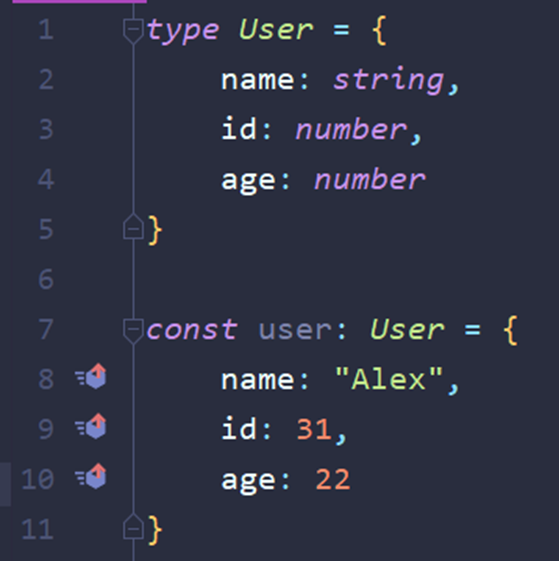 1 type User = {
2     name: string,
3     id: number,
4     age: number
5 }
6
7 const user: User = {
8     name: "Alex",
9     id: 31,
10     age: 22
11 }